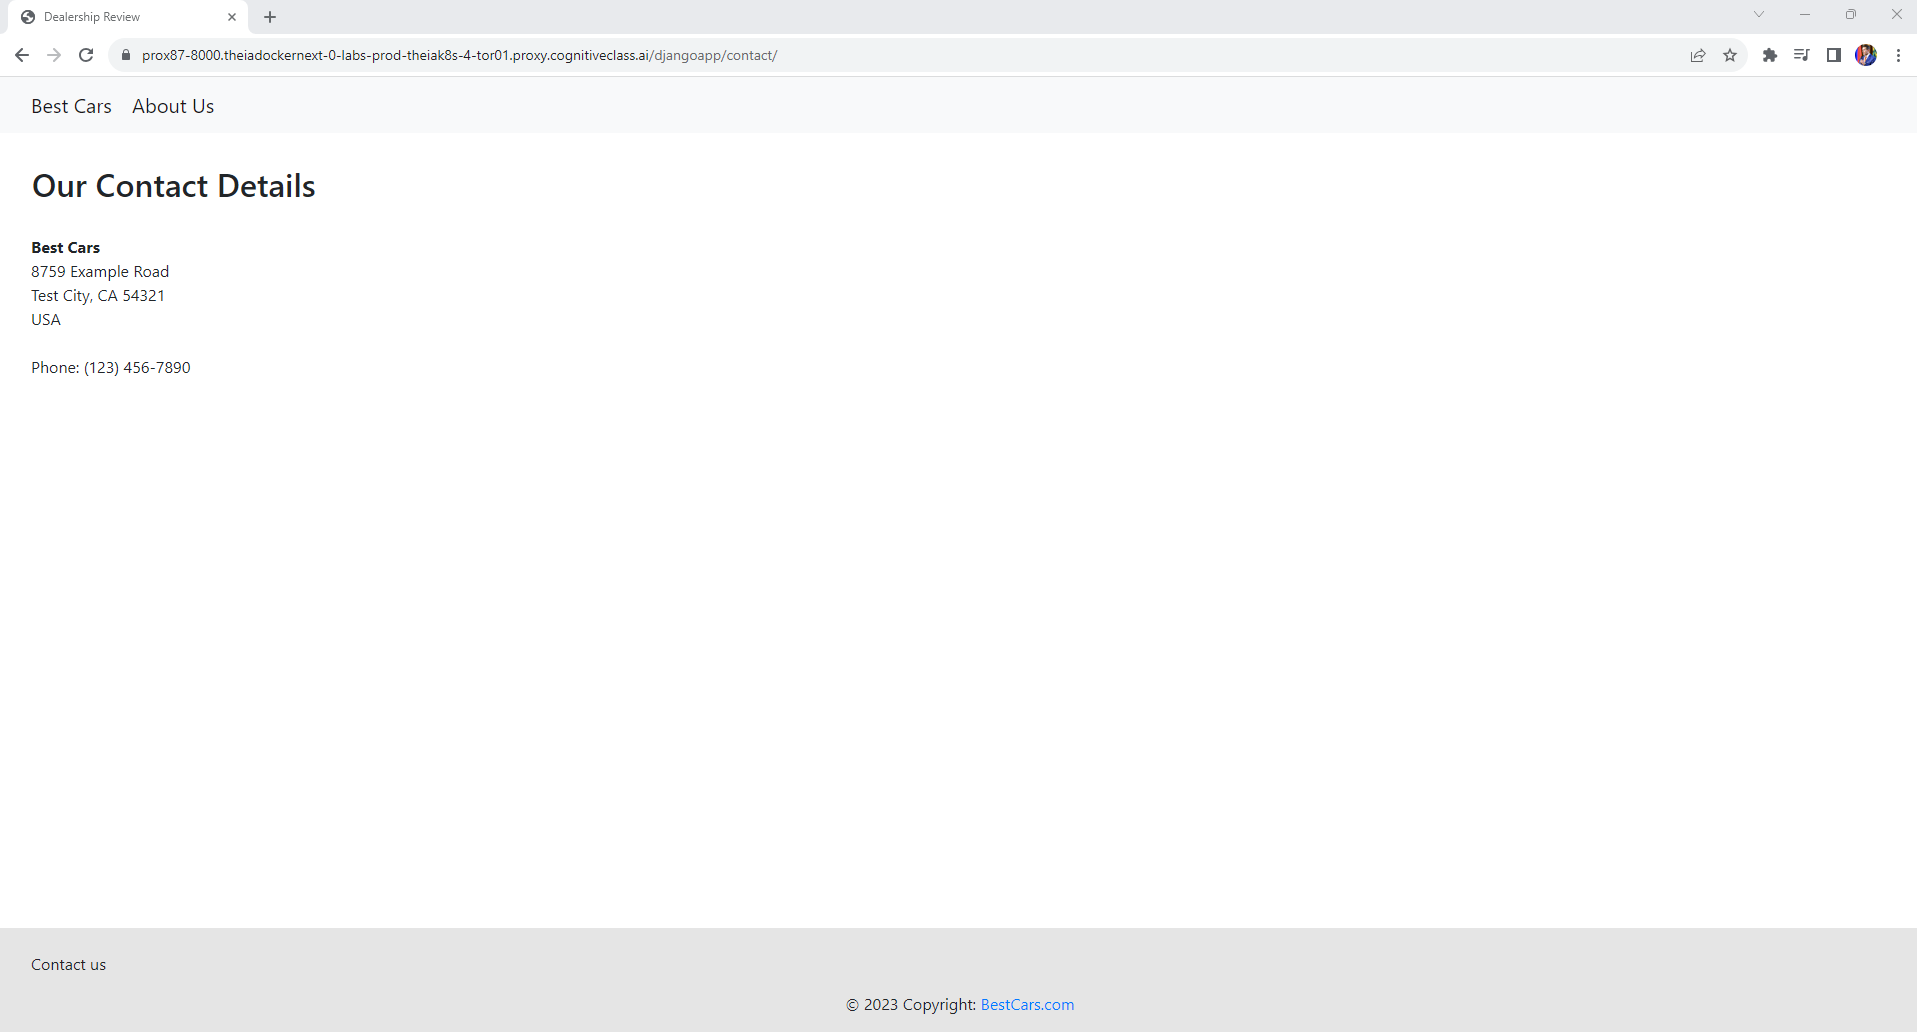 Dealership Review
prox87-8000.theiadockernext-0-labs-prod-theiak8s-4-tor01.proxy.cognitiveclass.ai/djangoapp/contact/
Best Cars About Us
Our Contact Details
Best Cars
8759 Example Road
Test City, CA 54321
USA
Phone: (123) 456-7890
Contact us
© 2023 Copyright: BestCars.com